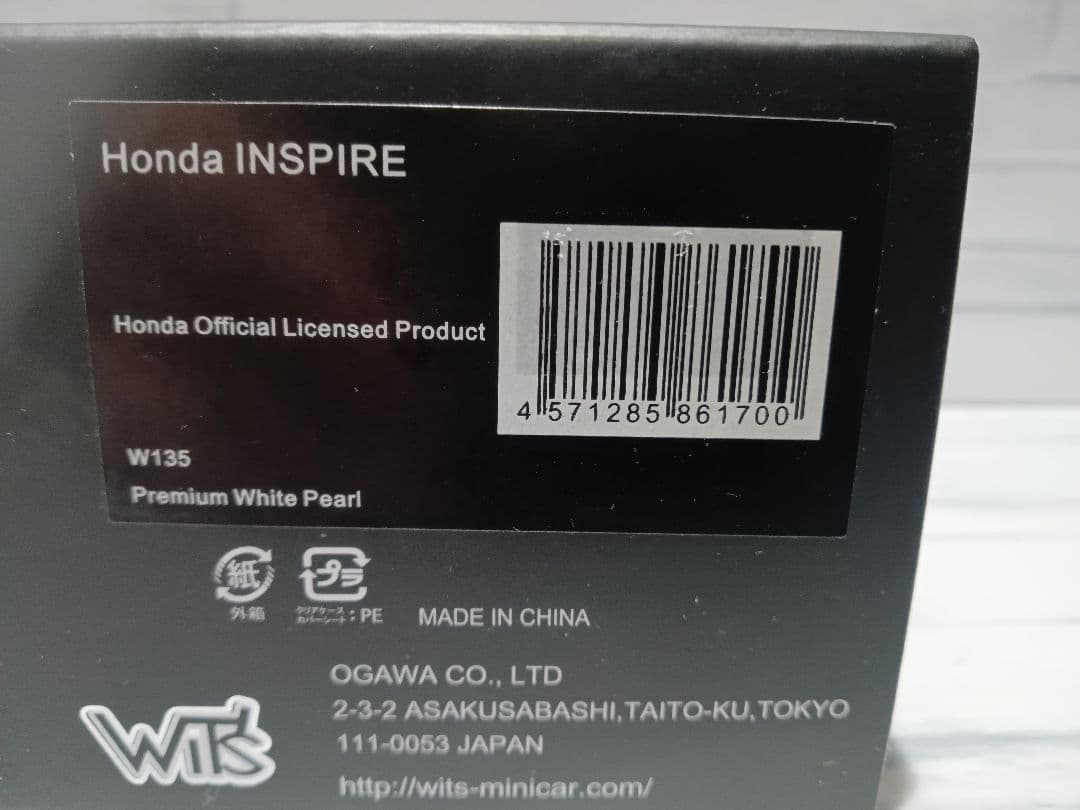 Honda INSPIRE
Honda Official Licensed Product
4 571285 861700
W135
Premium White Pearl
紙
外箱
プラ
クリアケース
カバーシート : PE
MADE IN CHINA
OGAWA CO., LTD
2-3-2 ASAKUSABASHI,TAITO-KU,TOKYO
111-0053 JAPAN
WIT'S
http://wits-minicar.com/